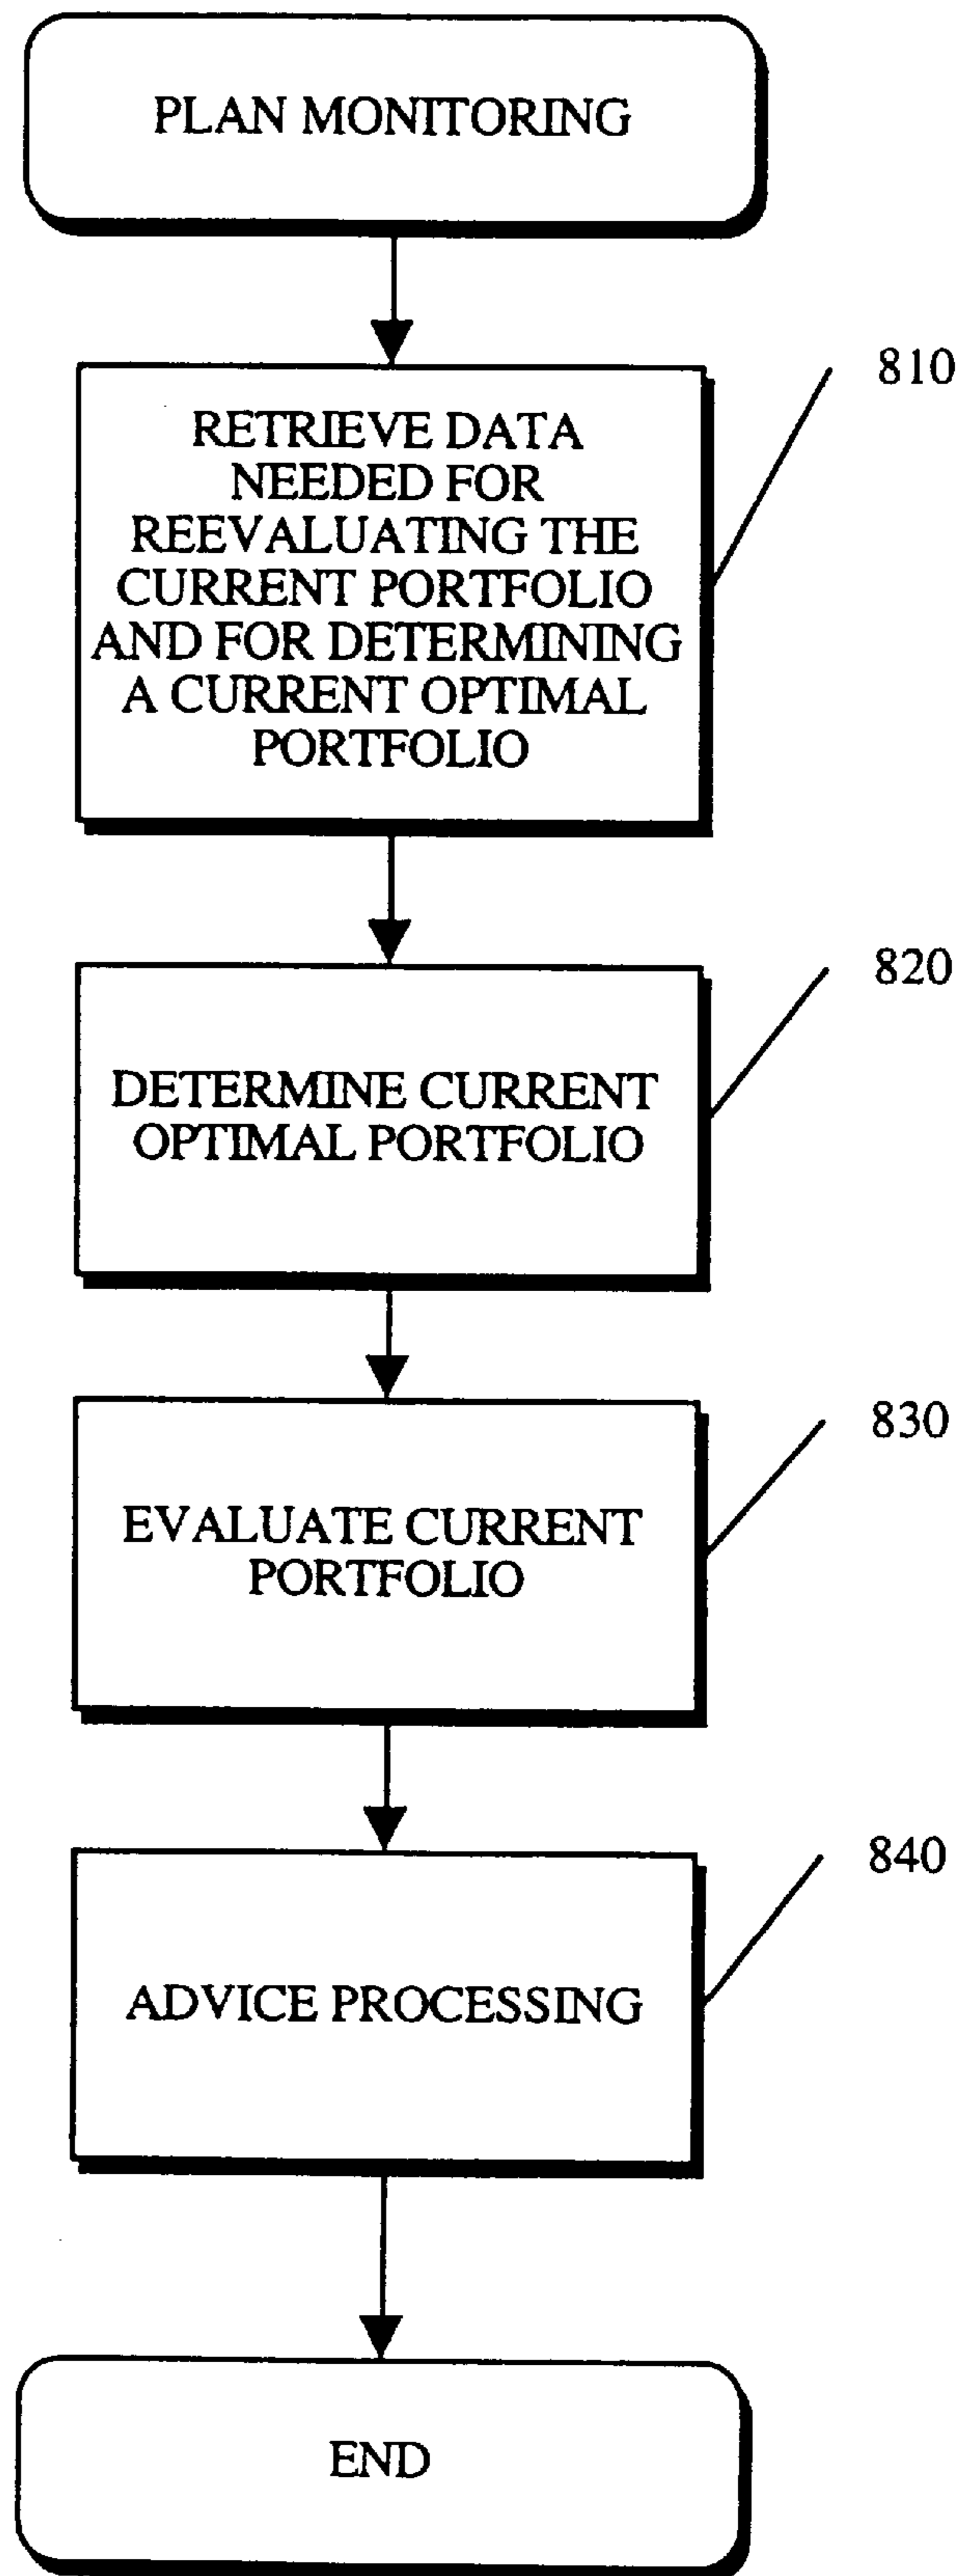 PLAN MONITORING
810
RETRIEVE DATA
NEEDED FOR
REEVALUATING THE
CURRENT PORTFOLIO
AND FOR DETERMINING
A CURRENT OPTIMAL
PORTFOLIO
820
DETERMINE CURRENT
OPTIMAL PORTFOLIO
830
EVALUATE CURRENT
PORTFOLIO
840
ADVICE PROCESSING
END